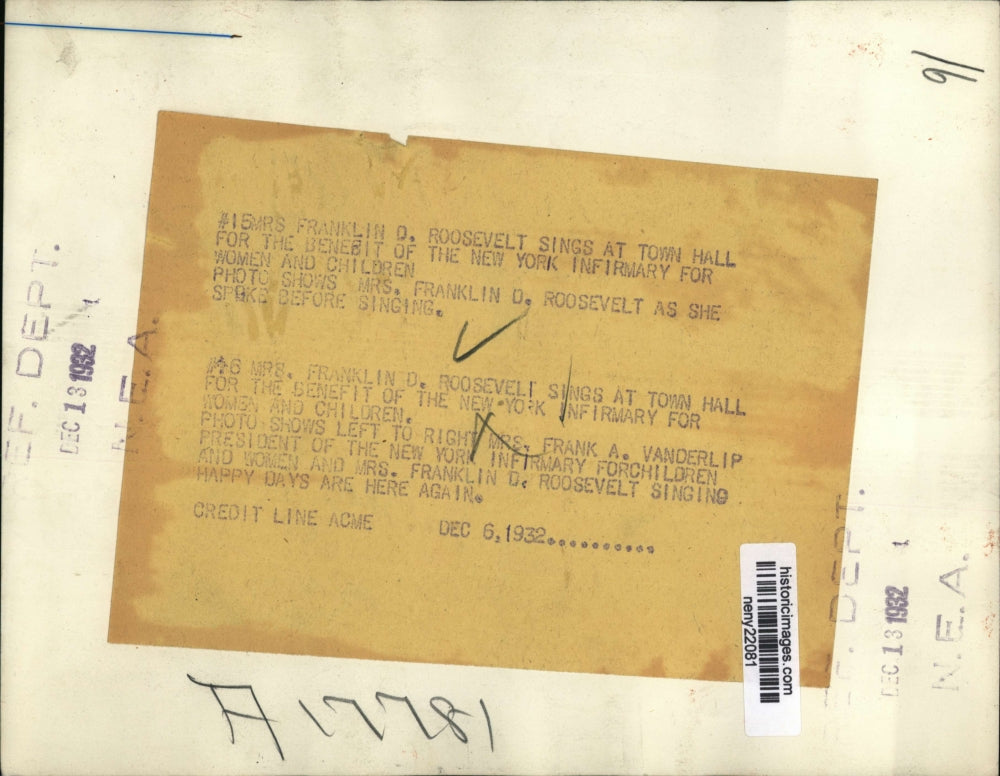 91
#15MRS FRANKLIN D. ROOSEVELT SINGS AT TOWN HALL
FOR THE BENEFIT OF THE NEW YORK INFIRMARY FOR
WOMEN AND CHILDREN
PHOTO SHOWS MRS. FRANKLIN D. ROOSEVELT AS SHE
SPOKE BEFORE SINGING.
6 MRS. FRANKLIN D. ROOSEVELT SINGS AT TOWN HALL
FOR THE BENEFIT OF THE NEW YORK INFIRMARY FOR
WOMEN AND CHILDREN.
PHOTO SHOWS LEFT TO RIGHT MRS. FRANK A. VANDERLIP
PRESIDENT OF THE NEW YORK INFIRMARY FORCHILDREN
AND WOMEN AND MRS. FRANKLIN D. ROOSEVELT SINGING
HAPPY DAYS ARE HERE AGAIN.
CREDIT LINE ACME DEC 6,1932...........
EF. DEPT.
DEC 13 1932
N.E.A.
DEPT.
DEC 13 1932
N.E.A.
historicimages.com
neny22081
A17781